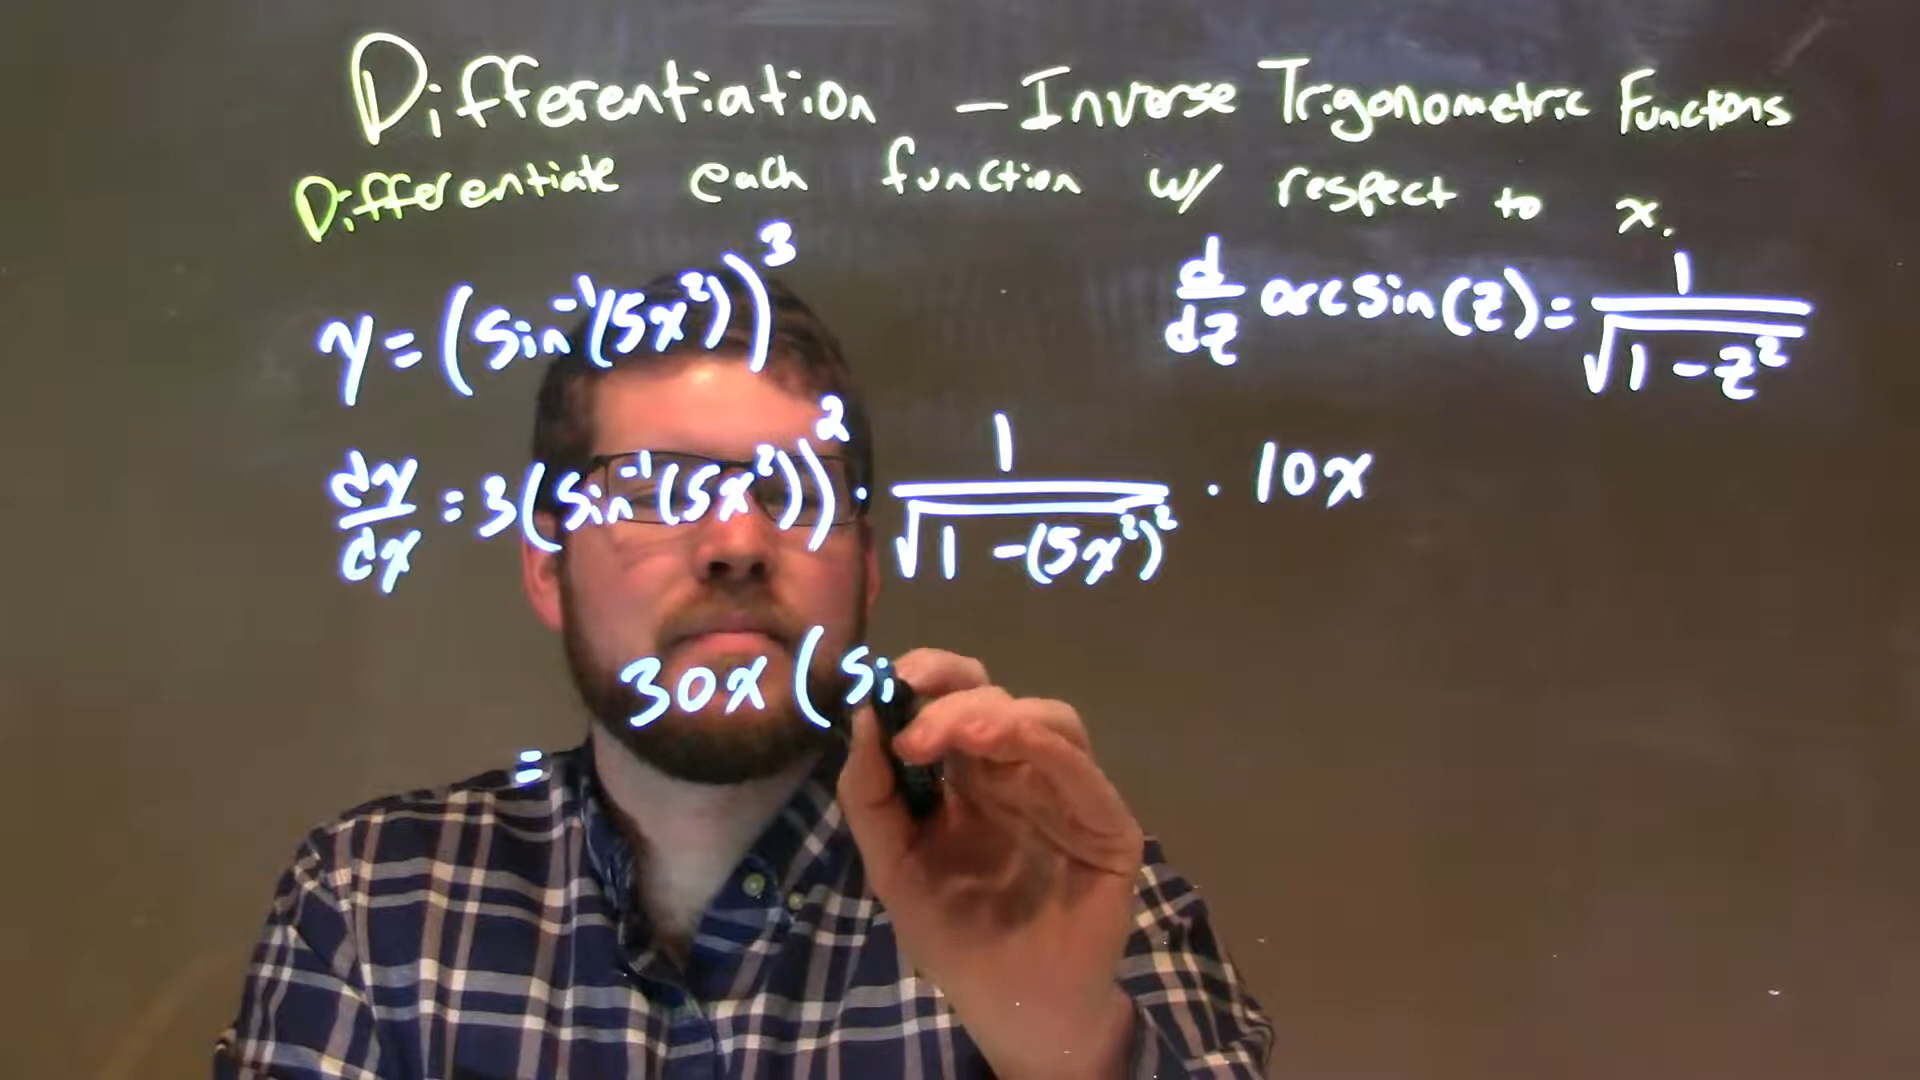 Differentiation – Inverse Trigonometric Functions
Differentiate each function w/ respect to x.
y = (sin⁻¹(5x²))³
d/dz arcsin(z) = 1/√(1 - z²)
dy/dx = 3(sin⁻¹(5x²))² · 1/√(1 - (5x²)²) · 10x
= 30x (si